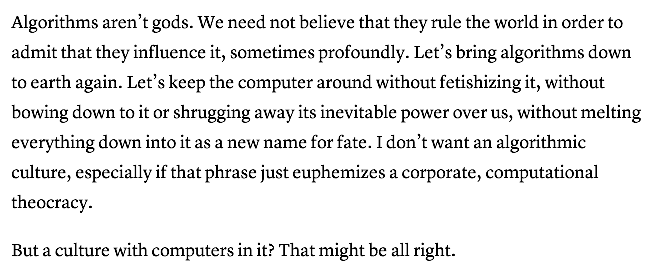 Algorithms aren’t gods. We need not believe that they rule the world in order to
admit that they influence it, sometimes profoundly. Let’s bring algorithms down
to earth again. Let’s keep the computer around without fetishizing it, without
bowing down to it or shrugging away its inevitable power over us, without melting
everything down into it as a new name for fate. I don’t want an algorithmic
culture, especially if that phrase just euphemizes a corporate, computational
theocracy.
But a culture with computers in it? That might be all right.